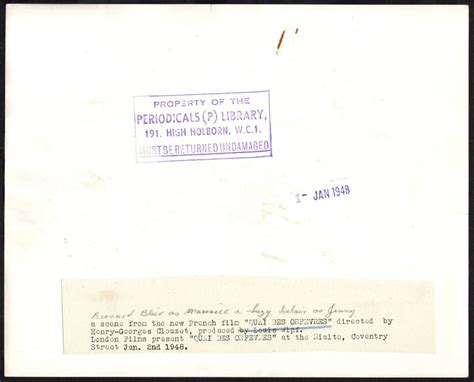 PROPERTY OF THE
PERIODICALS (P) LIBRARY,
191, HIGH HOLBORN, W.C.1.
MUST BE RETURNED UNDAMAGED
1- JAN 1948
Bernard Blier as Maurice & Suzy Delair as Jenny
a scene from the new French film "QUAI DES ORFEVRES" directed by
Henry-Georges Clouzet, produced by Louis Wipf.
London Films present "QUAI DES ORFEVRES" at the Rialto, Coventry
Street Jan. 2nd 1948.